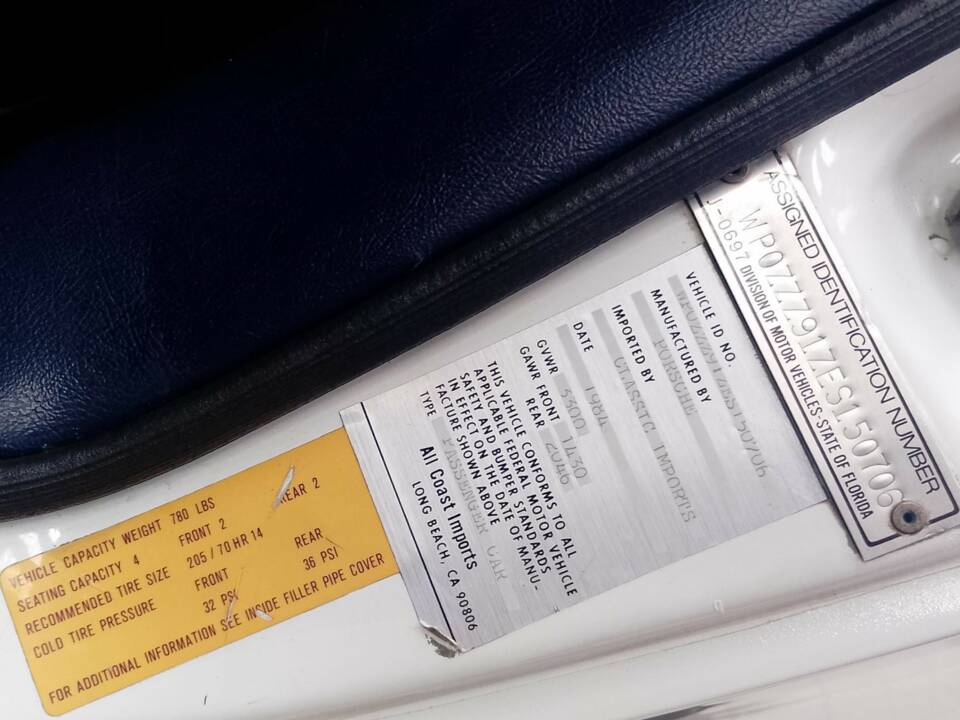 VEHICLE CAPACITY WEIGHT 780 LBS
SEATING CAPACITY 4 FRONT 2 REAR 2
RECOMMENDED TIRE SIZE 205/70 HR 14
COLD TIRE PRESSURE FRONT REAR
32 PSI 36 PSI
FOR ADDITIONAL INFORMATION SEE INSIDE FILLER PIPE COVER
VEHICLE ID NO.
WP0ZZZ91ZES150706
MANUFACTURED BY
PORSCHE
IMPORTED BY
CLASSIC IMPORTS
DATE 1984
GVWR 3300
GAWR FRONT 1430
REAR 2046
THIS VEHICLE CONFORMS TO ALL
APPLICABLE FEDERAL MOTOR VEHICLE
SAFETY AND BUMPER STANDARDS
IN EFFECT ON THE DATE OF MANU-
FACTURE SHOWN ABOVE
TYPE PASSENGER CAR
All Coast Imports
LONG BEACH, CA 90806
ASSIGNED IDENTIFICATION NUMBER
WP0ZZZ91ZES150706
J-0697 DIVISION OF MOTOR VEHICLES-STATE OF FLORIDA